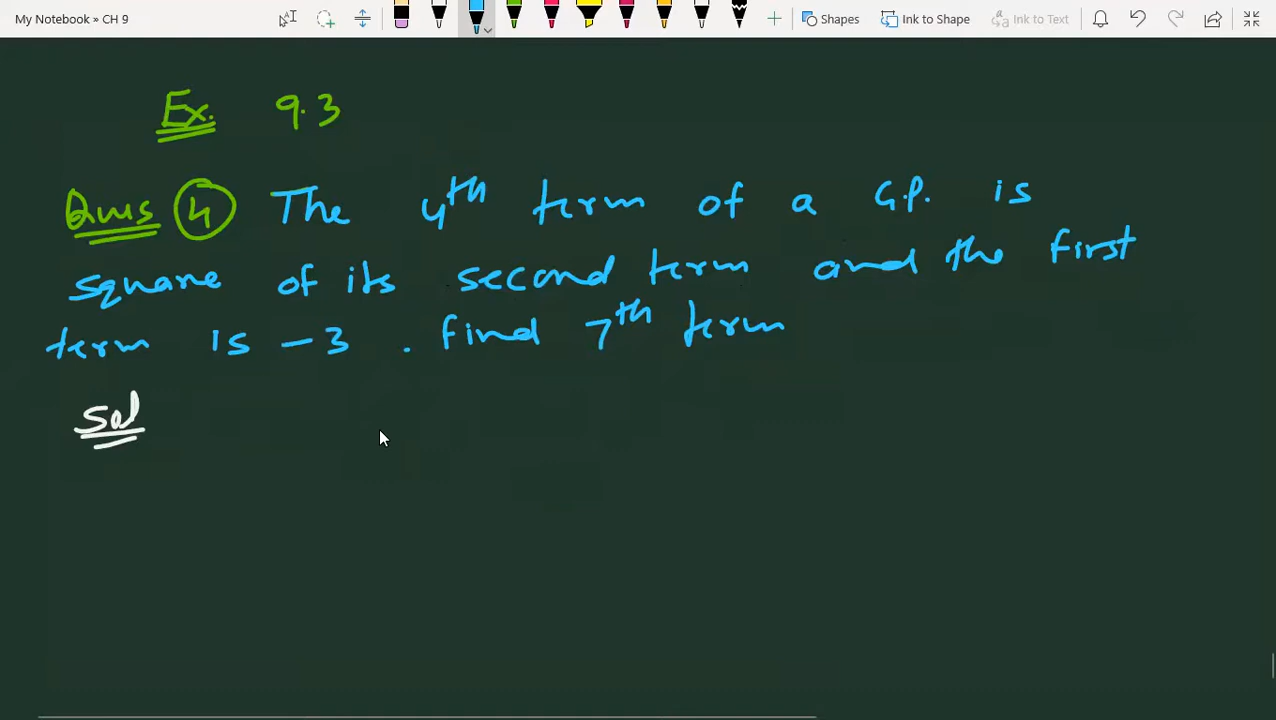 My Notebook » CH 9
Shapes
Ink to Shape
Ink to Text
Ex. 9.3
Ques 4 The 4th term of a G.P. is
square of its second term and the first
term is -3 . find 7th term
Sol